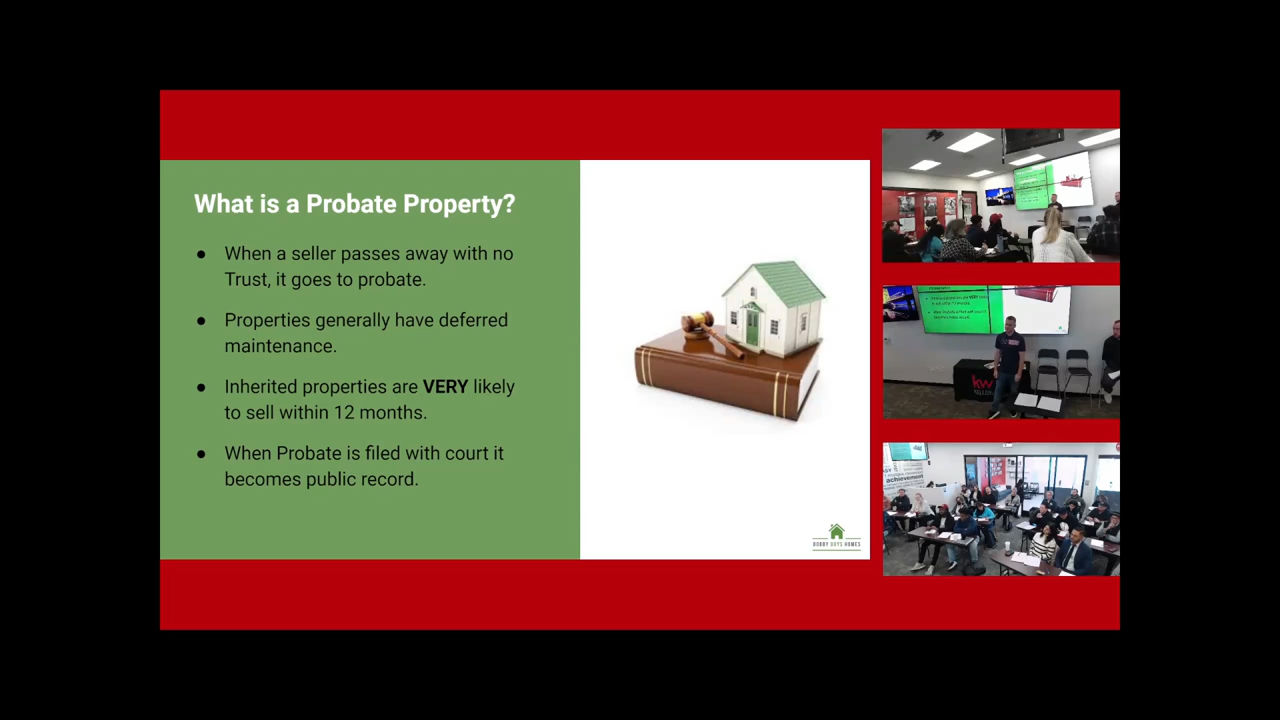 What is a Probate Property?
● When a seller passes away with no
Trust, it goes to probate.
● Properties generally have deferred
maintenance.
● Inherited properties are VERY likely
to sell within 12 months.
● When Probate is filed with court it
becomes public record.
BOBBY BUYS HOMES
kw
achievement